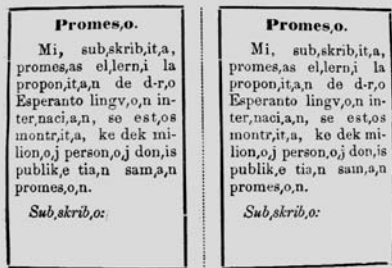 Promes,o.
Mi, sub,skrib,it,a,
promes,as el,lern,i la
propon,it,a,n de d-r,o
Esperanto lingv,o,n in-
ter,naci,a,n, se est,os
montr,it,a, ke dek mi-
lion,o,j person,o,j don,is
publik,e tia,n sam,a,n
promes,o,n.
Sub,skrib,o:
Promes,o.
Mi, sub,skrib,it,a,
promes,as el,lern,i la
propon,it,a,n de d-r,o
Esperanto lingv,o,n in-
ter,naci,a,n, se est,os
montr,it,a, ke dek mi-
lion,o,j person,o,j don,is
publik,e tia,n sam,a,n
promes,o,n.
Sub,skrib,o: